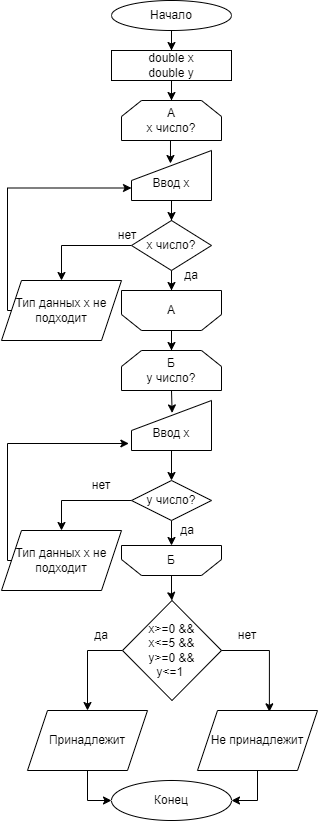 Начало
double x
double y
А
x число?
Ввод x
нет
x число?
да
Тип данных x не
подходит
А
Б
y число?
Ввод x
нет
y число?
да
Тип данных x не
подходит
Б
да
x>=0 &&
x<=5 &&
y>=0 &&
y<=1
нет
Принадлежит
Не принадлежит
Конец